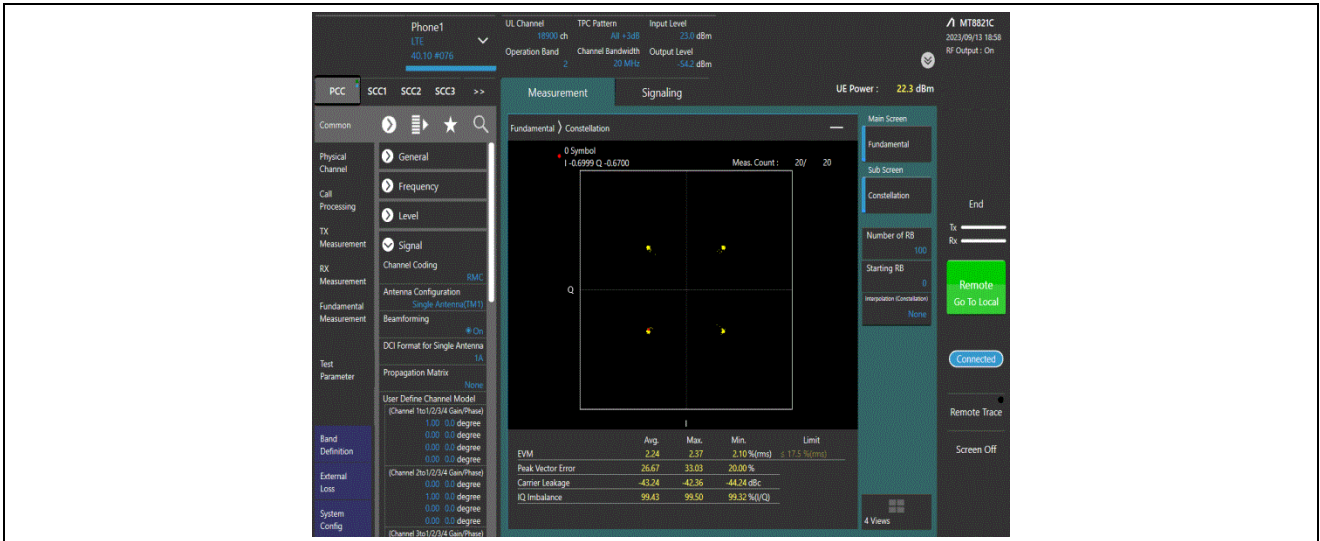 Phone1
LTE
40,10 #076
UL Channel TPC Pattern Input Level
18900 ch All +3dB 23.0 dBm
Operation Band Channel Bandwidth Output Level
2 20 MHz -54.2 dBm
MT8821C
2023/09/13 18:58
RF Output : On
PCC SCC1 SCC2 SCC3 >>
Measurement Signaling
UE Power : 22.3 dBm
Common
Physical Channel
Call Processing
TX Measurement
RX Measurement
Fundamental Measurement
Test Parameter
Band Definition
External Loss
System Config
General
Frequency
Level
Signal
Channel Coding
RMC
Antenna Configuration
Single Antenna(TM1)
Beamforming
On
DCI Format for Single Antenna
1A
Propagation Matrix
None
User Define Channel Model
(Channel 1to1/2/3/4 Gain/Phase)
1.00 0.0 degree
0.00 0.0 degree
0.00 0.0 degree
0.00 0.0 degree
(Channel 2to1/2/3/4 Gain/Phase)
0.00 0.0 degree
1.00 0.0 degree
0.00 0.0 degree
0.00 0.0 degree
(Channel 3to1/2/3/4 Gain/Phase)
Fundamental 〉 Constellation
0 Symbol
I -0.6999 Q -0.6700
Meas. Count : 20/ 20
Q
I
Avg. Max. Min. Limit
EVM 2.24 2.37 2.10 %(rms) ≤ 17.5 %(rms)
Peak Vector Error 26.67 33.03 20.00 %
Carrier Leakage -43.24 -42.36 -44.24 dBc
IQ Imbalance 99.43 99.50 99.32 %(I/Q)
Main Screen
Fundamental
Sub Screen
Constellation
Number of RB
100
Starting RB
0
Interpolation (Constellation)
None
4 Views
End
Tx
Rx
Remote
Go To Local
Connected
Remote Trace
Screen Off